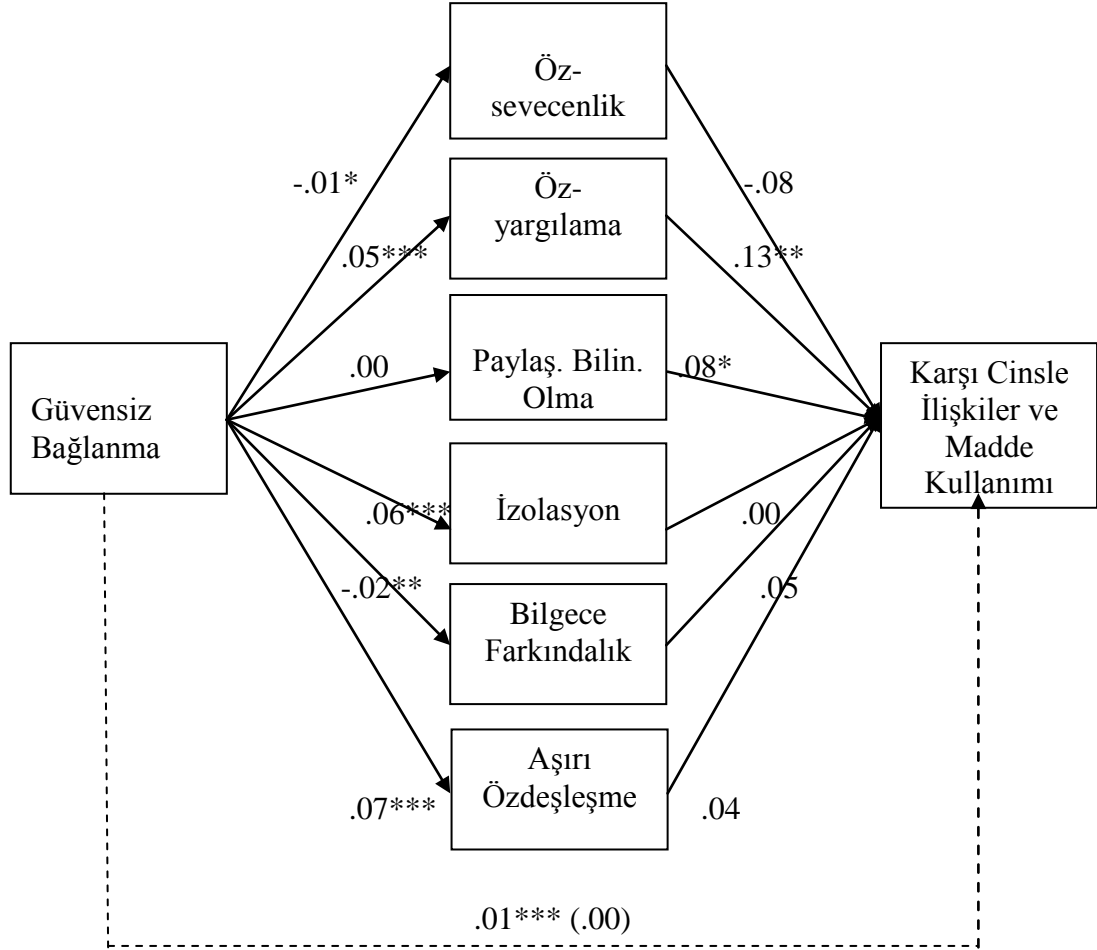 Öz-
sevecenlik
-.01*
-.08
Öz-
yargılama
.05***
.13**
Güvensiz
Bağlanma
.00
Paylaş. Bilin.
Olma
.08*
Karşı Cinsle
İlişkiler ve
Madde
Kullanımı
.06***
İzolasyon
.00
-.02**
Bilgece
Farkındalık
.05
.07***
Aşırı
Özdeşleşme
.04
.01*** (.00)